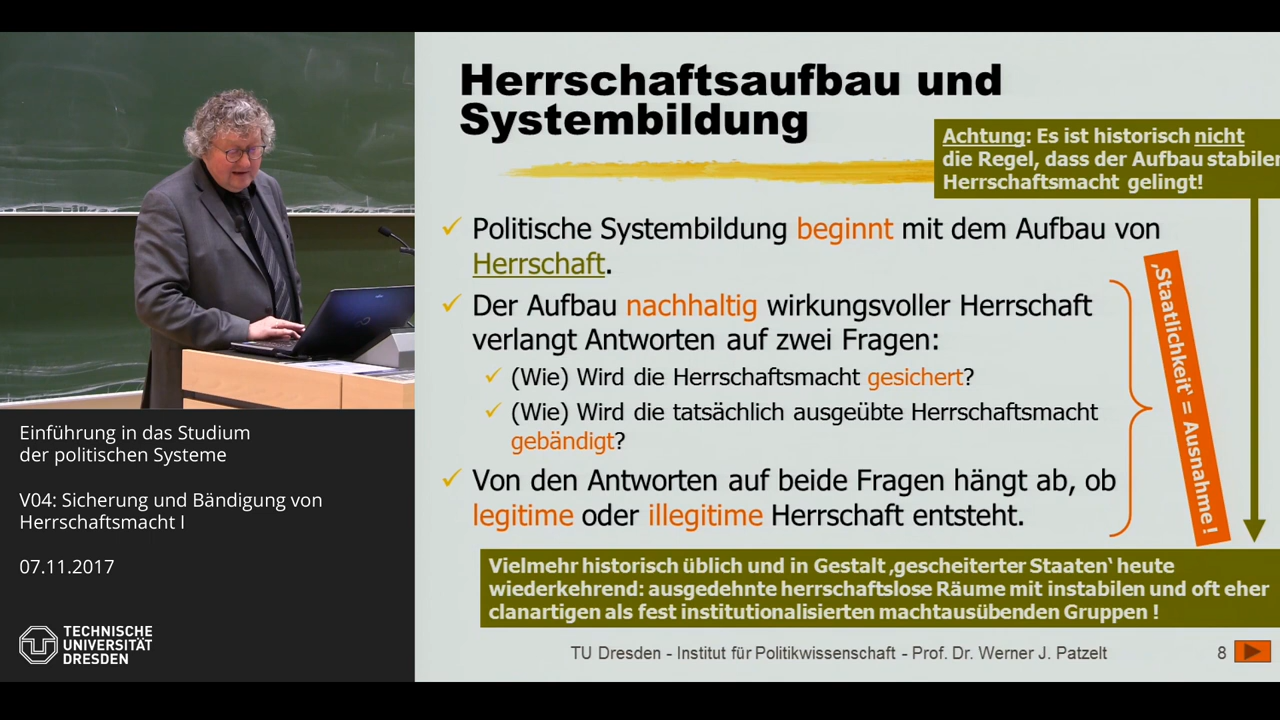 Herrschaftsaufbau und
Systembildung
Achtung: Es ist historisch nicht
die Regel, dass der Aufbau stabiler
Herrschaftsmacht gelingt!
Politische Systembildung beginnt mit dem Aufbau von
Herrschaft.
Der Aufbau nachhaltig wirkungsvoller Herrschaft
verlangt Antworten auf zwei Fragen:
(Wie) Wird die Herrschaftsmacht gesichert?
(Wie) Wird die tatsächlich ausgeübte Herrschaftsmacht
gebändigt?
Von den Antworten auf beide Fragen hängt ab, ob
legitime oder illegitime Herrschaft entsteht.
‚Staatlichkeit‘ = Ausnahme!
Vielmehr historisch üblich und in Gestalt ‚gescheiterter Staaten‘ heute
wiederkehrend: ausgedehnte herrschaftslose Räume mit instabilen und oft eher
clanartigen als fest institutionalisierten machtausübenden Gruppen !
TU Dresden - Institut für Politikwissenschaft - Prof. Dr. Werner J. Patzelt
8
Einführung in das Studium
der politischen Systeme
V04: Sicherung und Bändigung von
Herrschaftsmacht I
07.11.2017
TECHNISCHE
UNIVERSITÄT
DRESDEN